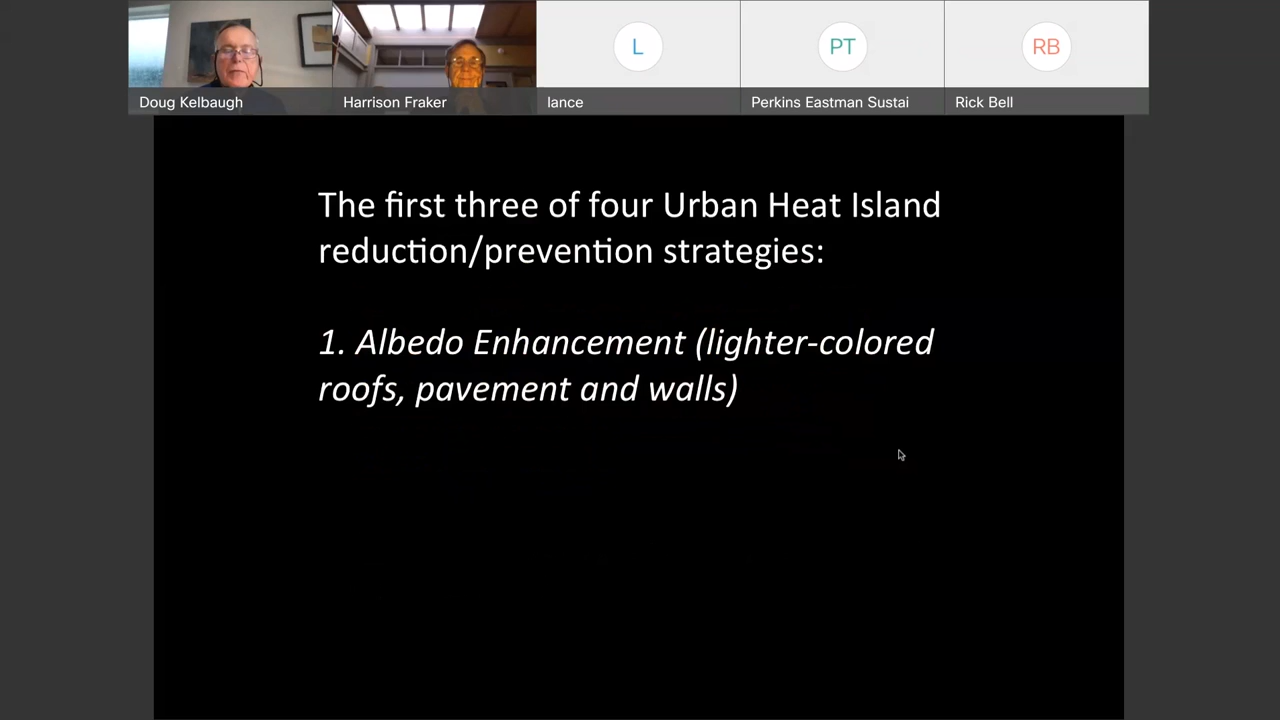 L
PT
RB
Doug Kelbaugh
Harrison Fraker
lance
Perkins Eastman Sustai
Rick Bell
The first three of four Urban Heat Island
reduction/prevention strategies:
1. Albedo Enhancement (lighter-colored
roofs, pavement and walls)